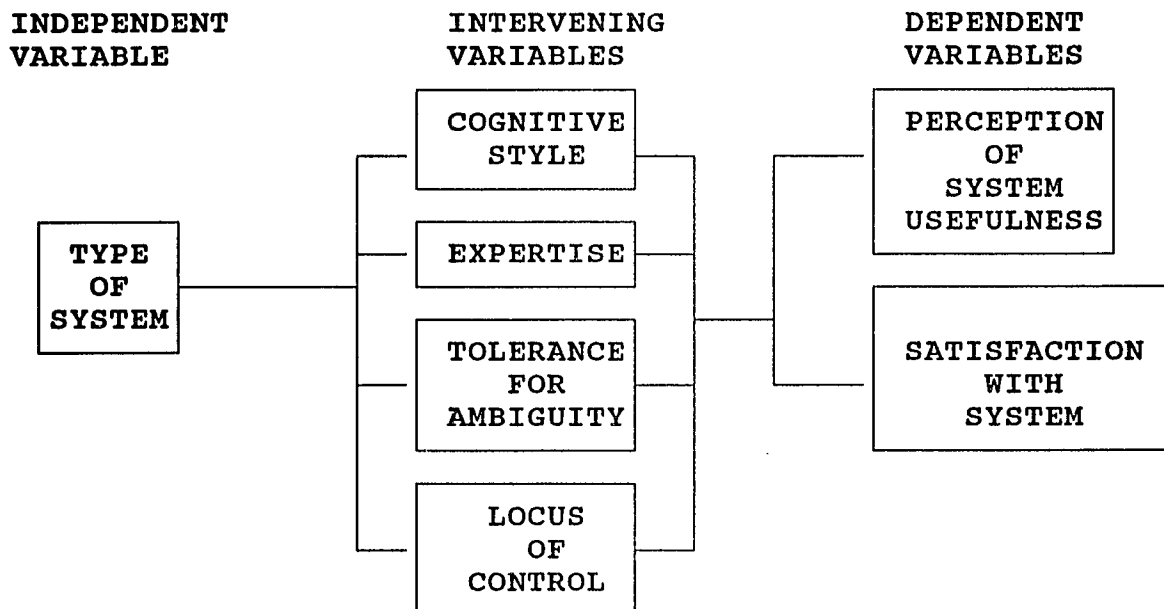 INDEPENDENT
VARIABLE
INTERVENING
VARIABLES
DEPENDENT
VARIABLES
TYPE
OF
SYSTEM
COGNITIVE
STYLE
EXPERTISE
TOLERANCE
FOR
AMBIGUITY
LOCUS
OF
CONTROL
PERCEPTION
OF
SYSTEM
USEFULNESS
SATISFACTION
WITH
SYSTEM